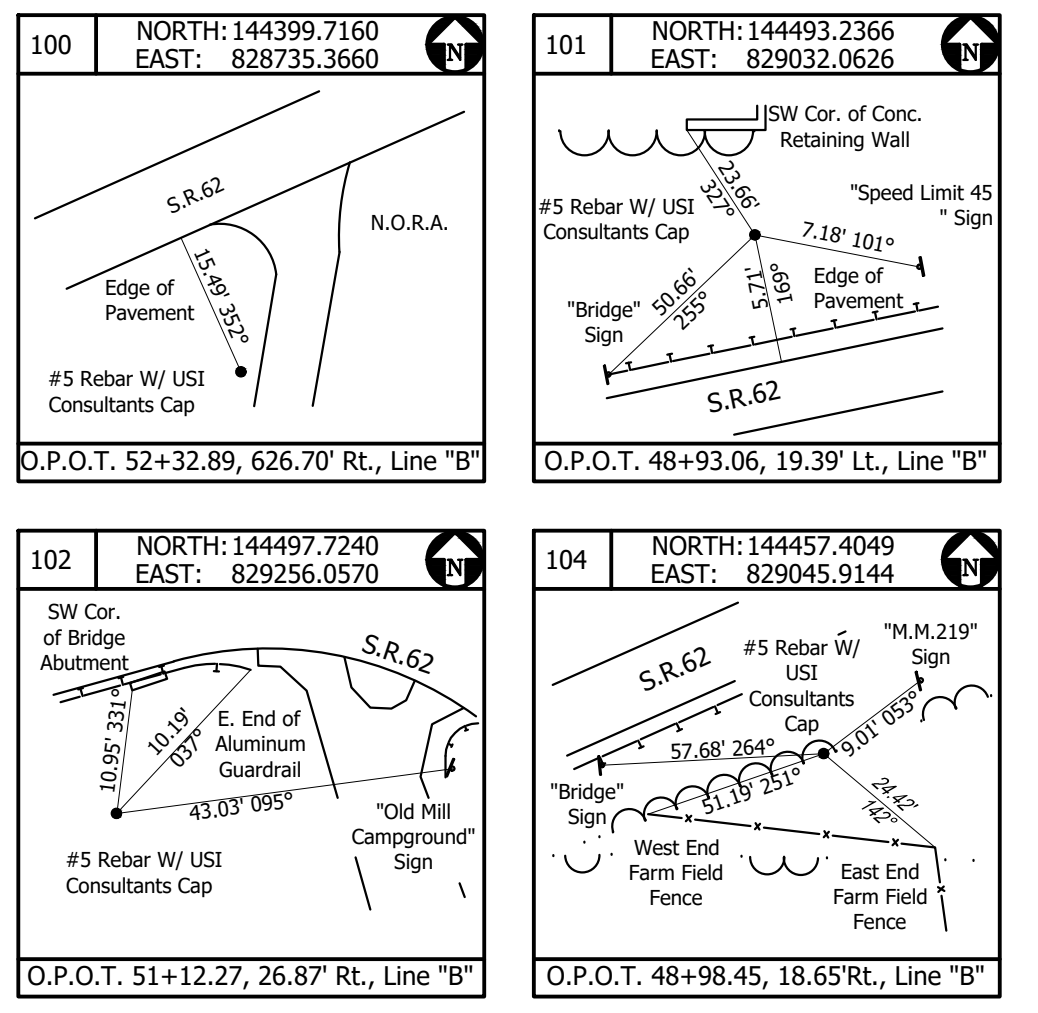 100
NORTH: 144399.7160
EAST: 828735.3660
N
S.R.62
N.O.R.A.
15.49' 352°
Edge of
Pavement
#5 Rebar W/ USI
Consultants Cap
O.P.O.T. 52+32.89, 626.70' Rt., Line "B"
101
NORTH: 144493.2366
EAST: 829032.0626
N
SW Cor. of Conc.
Retaining Wall
23.66'
327°
"Speed Limit 45
" Sign
#5 Rebar W/ USI
Consultants Cap
7.18' 101°
50.66'
255°
5.71'
169°
Edge of
Pavement
"Bridge"
Sign
S.R.62
O.P.O.T. 48+93.06, 19.39' Lt., Line "B"
102
NORTH: 144497.7240
EAST: 829256.0570
N
SW Cor.
of Bridge
Abutment
S.R.62
10.95' 331°
10.19'
037°
E. End of
Aluminum
Guardrail
43.03' 095°
"Old Mill
Campground"
Sign
#5 Rebar W/ USI
Consultants Cap
O.P.O.T. 51+12.27, 26.87' Rt., Line "B"
104
NORTH: 144457.4049
EAST: 829045.9144
N
S.R.62
#5 Rebar W/
USI
Consultants
Cap
"M.M.219"
Sign
9.01' 053°
57.68' 264°
51.19' 251°
24.42'
142°
"Bridge"
Sign
West End
Farm Field
Fence
East End
Farm Field
Fence
O.P.O.T. 48+98.45, 18.65'Rt., Line "B"